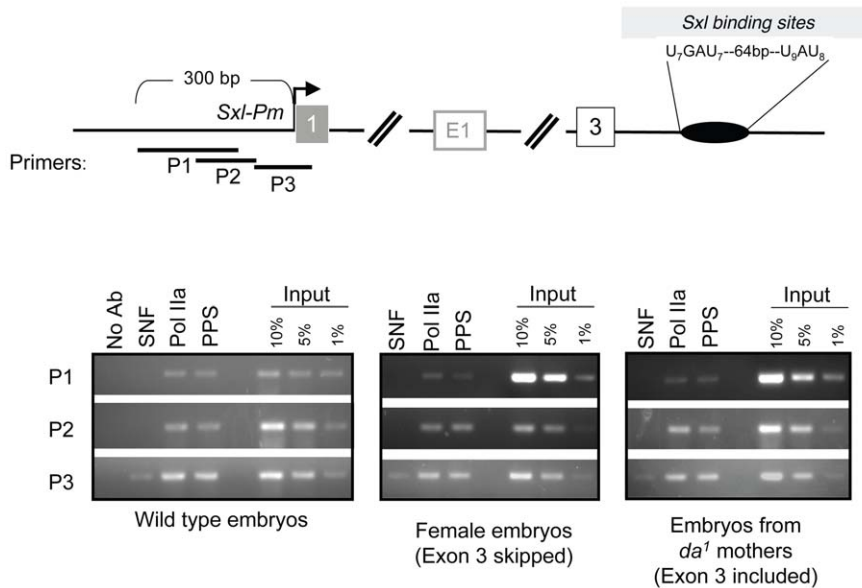 Sxl binding sites
U₇GAU₇--64bp--U₉AU₈
300 bp
Sxl-Pm
1
E1
3
Primers:
P1
P2
P3
No Ab
SNF
Pol IIa
PPS
Input
10%
5%
1%
SNF
Pol IIa
PPS
Input
10%
5%
1%
SNF
Pol IIa
PPS
Input
10%
5%
1%
P1
P2
P3
Wild type embryos
Female embryos
(Exon 3 skipped)
Embryos from
da¹ mothers
(Exon 3 included)